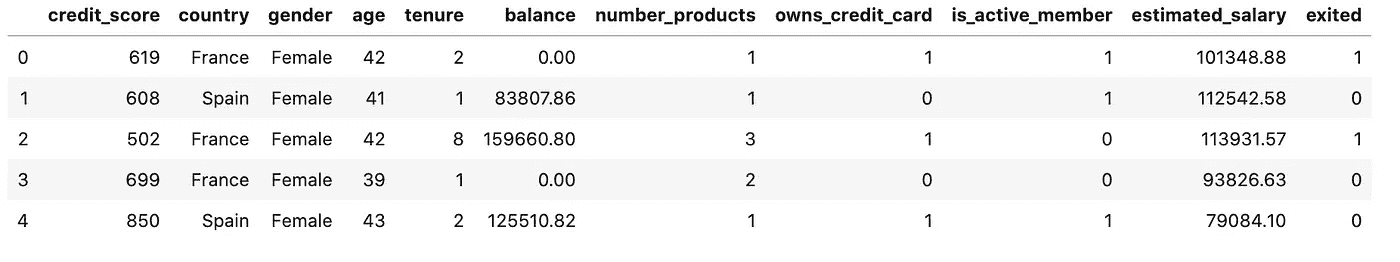 credit_score country gender age tenure balance number_products owns_credit_card is_active_member estimated_salary exited
0 619 France Female 42 2 0.00 1 1 1 101348.88 1
1 608 Spain Female 41 1 83807.86 1 0 1 112542.58 0
2 502 France Female 42 8 159660.80 3 1 0 113931.57 1
3 699 France Female 39 1 0.00 2 0 0 93826.63 0
4 850 Spain Female 43 2 125510.82 1 1 1 79084.10 0